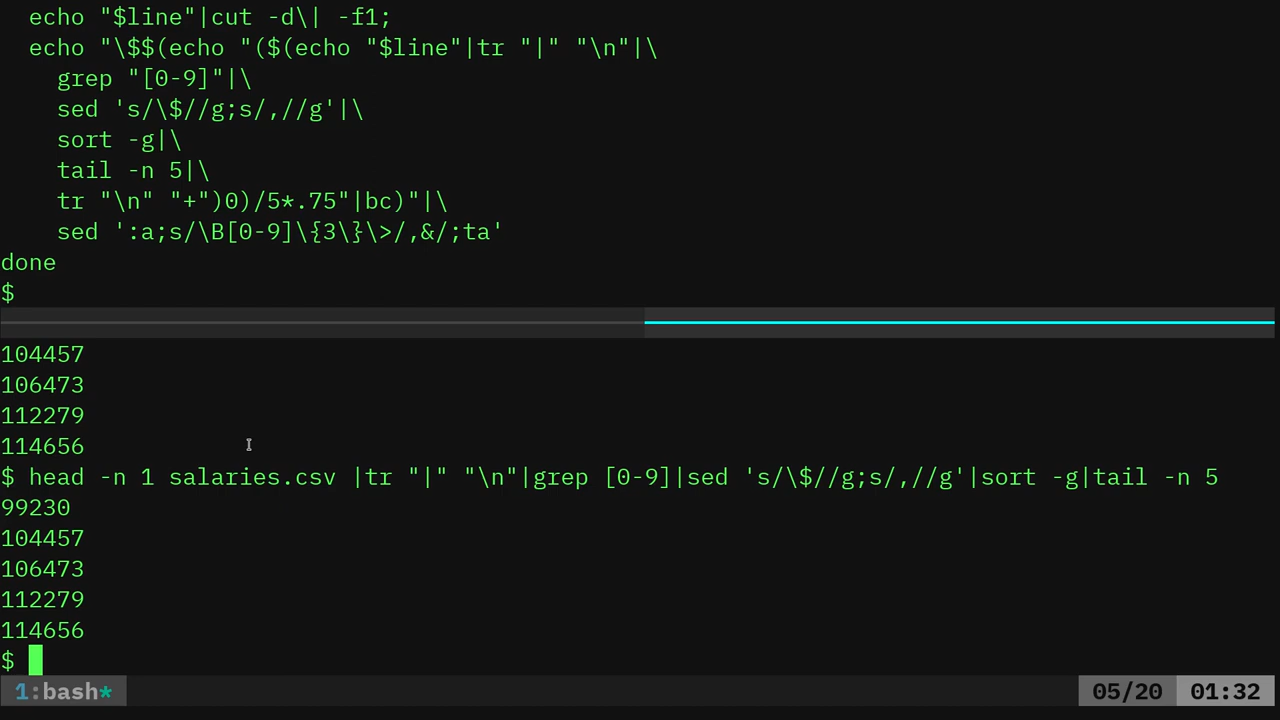 echo "$line"|cut -d\| -f1;
echo "\$$(echo "($(echo "$line"|tr "|" "\n"|\
grep "[0-9]"|\
sed 's/\$//g;s/,//g'|\
sort -g|\
tail -n 5|\
tr "\n" "+")0)/5*.75"|bc)"|\
sed ':a;s/\B[0-9]\{3\}\>/,&/;ta'
done
$
104457
106473
112279
114656
$ head -n 1 salaries.csv |tr "|" "\n"|grep [0-9]|sed 's/\$//g;s/,//g'|sort -g|tail -n 5
99230
104457
106473
112279
114656
$
1:bash* 05/20 01:32